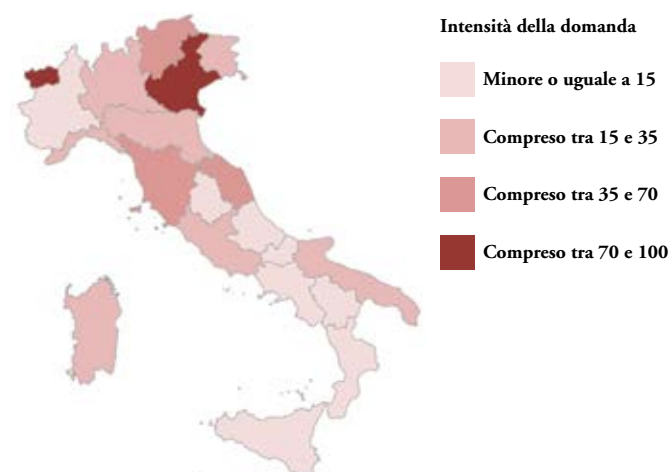 Intensità della domanda
Minore o uguale a 15
Compreso tra 15 e 35
Compreso tra 35 e 70
Compreso tra 70 e 100